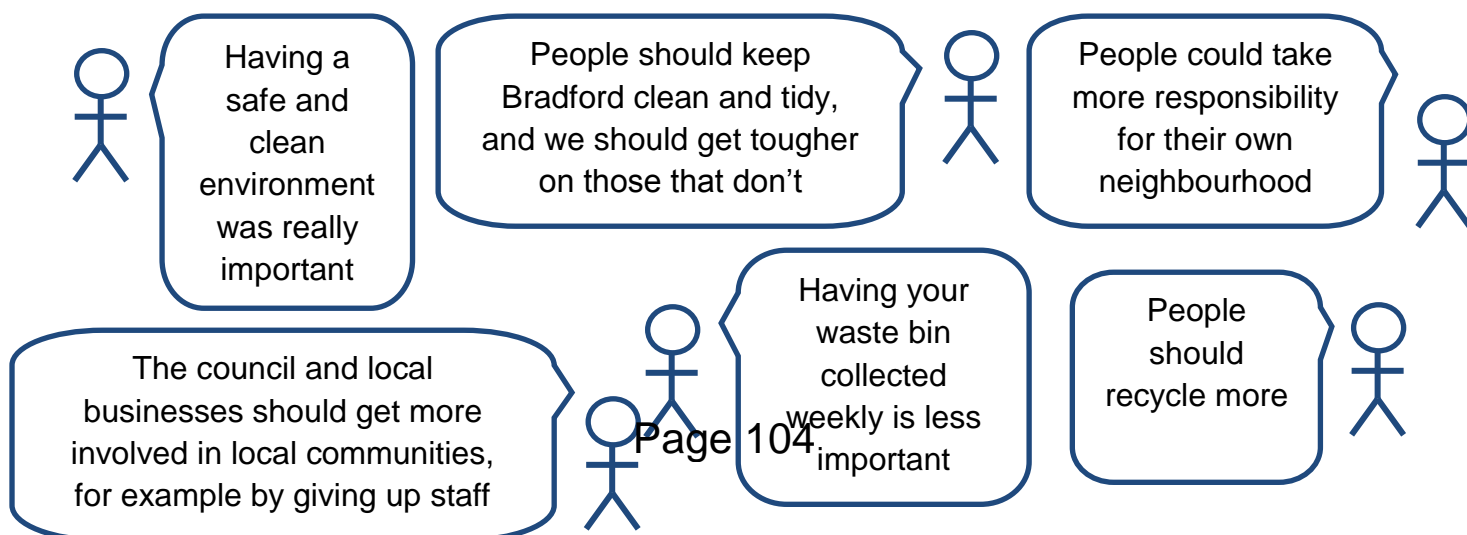 Having a
safe and
clean
environment
was really
important
People should keep
Bradford clean and tidy,
and we should get tougher
on those that don't
People could take
more responsibility
for their own
neighbourhood
The council and local
businesses should get more
involved in local communities,
for example by giving up staff
Having your
waste bin
collected
weekly is less
important
People
should
recycle more
Page 104